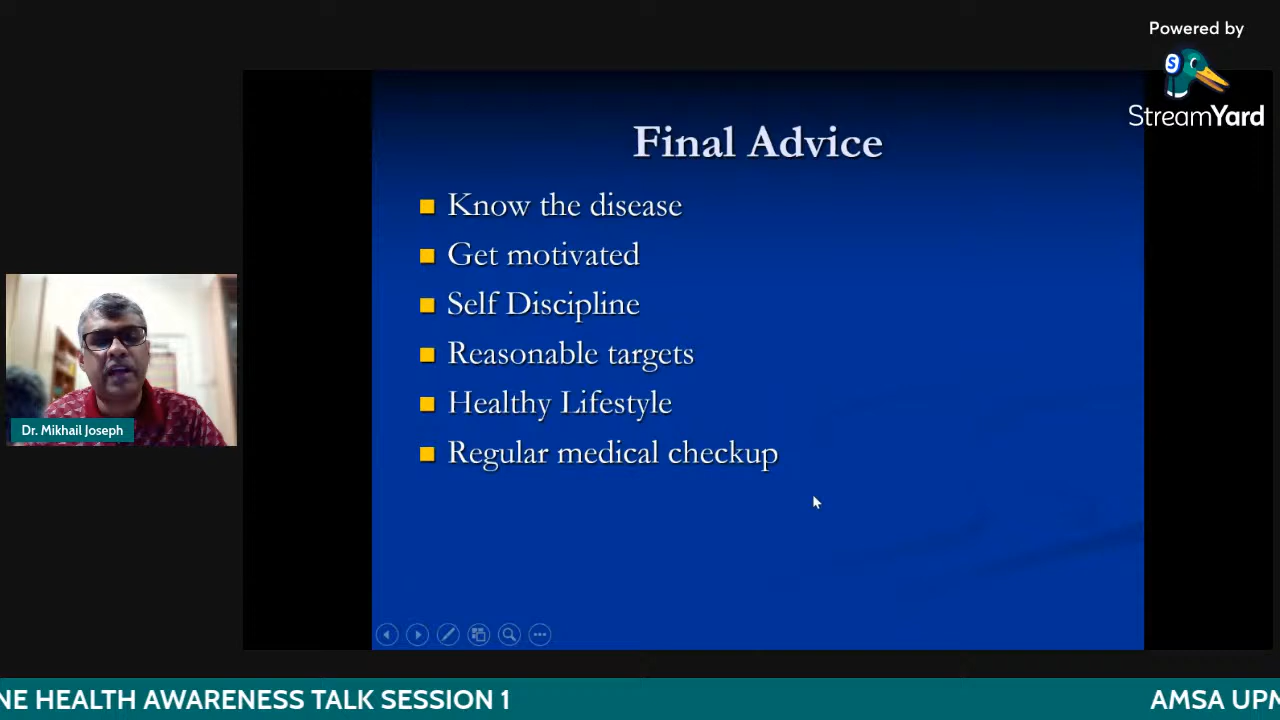 Powered by
StreamYard
Final Advice
Know the disease
Get motivated
Self Discipline
Reasonable targets
Healthy Lifestyle
Regular medical checkup
Dr. Mikhail Joseph
NE HEALTH AWARENESS TALK SESSION 1
AMSA UPM